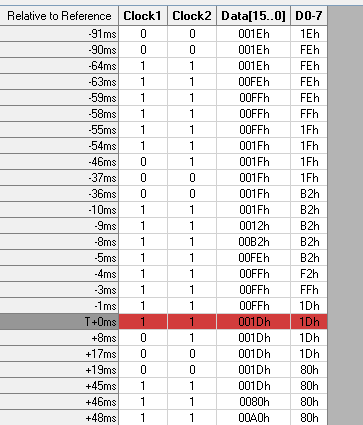 Relative to Reference Clock1 Clock2 Data[15..0] D0-7
-91ms 0 0 001Eh 1Eh
-90ms 0 0 001Eh FEh
-64ms 1 1 001Eh FEh
-63ms 1 1 00FEh FEh
-59ms 1 1 00FFh FEh
-58ms 1 1 00FFh FFh
-55ms 1 1 00FFh 1Fh
-54ms 1 1 001Fh 1Fh
-46ms 0 1 001Fh 1Fh
-37ms 0 0 001Fh 1Fh
-36ms 0 0 001Fh B2h
-10ms 1 1 001Fh B2h
-9ms 1 1 0012h B2h
-8ms 1 1 00B2h B2h
-5ms 1 1 00FEh B2h
-4ms 1 1 00FFh F2h
-3ms 1 1 00FFh FFh
-1ms 1 1 00FFh 1Dh
T+0ms 1 1 001Dh 1Dh
+8ms 0 1 001Dh 1Dh
+17ms 0 0 001Dh 1Dh
+19ms 0 0 001Dh 80h
+45ms 1 1 001Dh 80h
+46ms 1 1 0080h 80h
+48ms 1 1 00A0h 80h